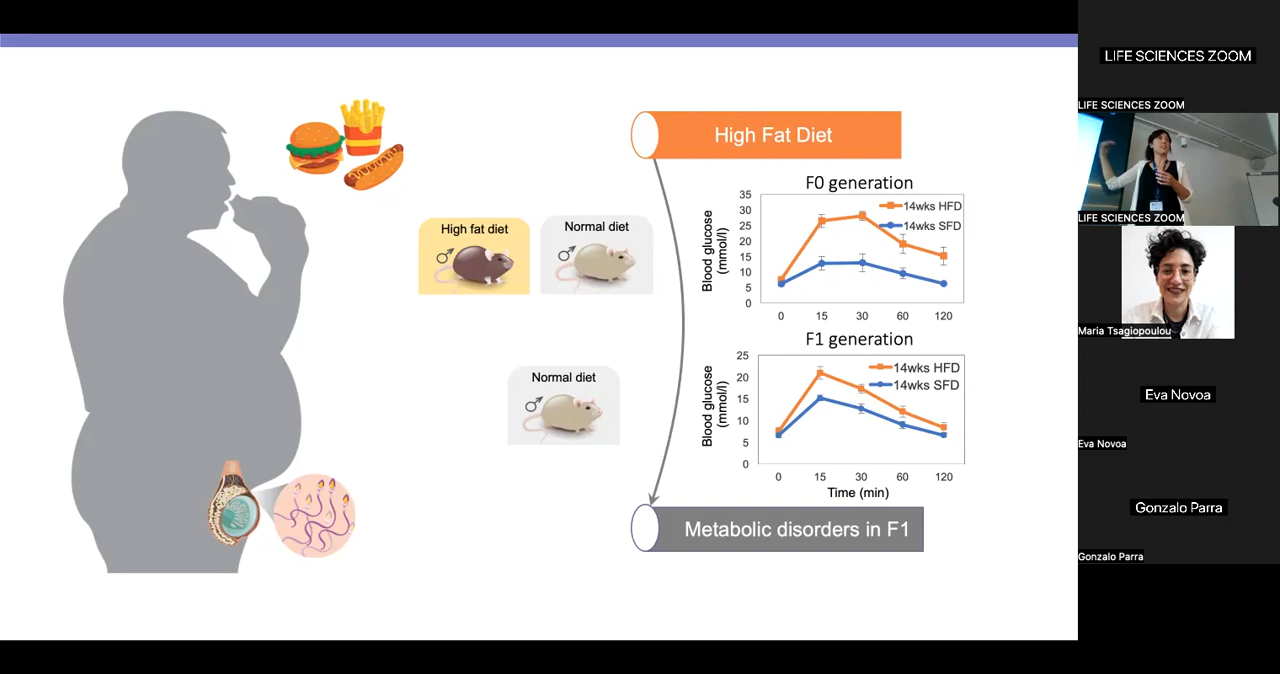 High Fat Diet
High fat diet
Normal diet
Normal diet
F0 generation
Blood glucose
(mmol/l)
35
30
25
20
15
10
5
0
14wks HFD
14wks SFD
0 15 30 60 120
F1 generation
Blood glucose
(mmol/l)
25
20
15
10
5
0
14wks HFD
14wks SFD
0 15 30 60 120
Time (min)
Metabolic disorders in F1
LIFE SCIENCES ZOOM
LIFE SCIENCES ZOOM
LIFE SCIENCES ZOOM
Maria Tsagiopoulou
Eva Novoa
Eva Novoa
Gonzalo Parra
Gonzalo Parra